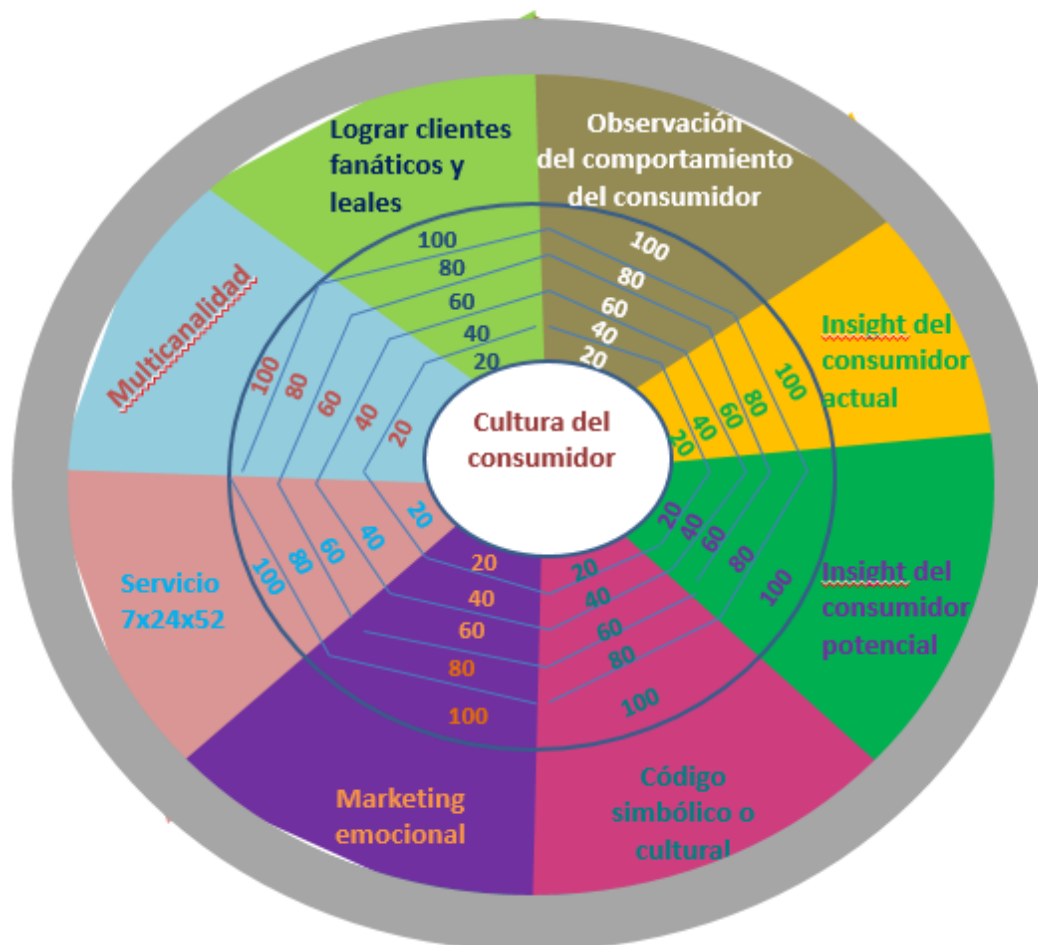 Lograr clientes
fanáticos y
leales
100
80
60
40
20
Observación
del comportamiento
del consumidor
100
80
60
40
20
Insight del
consumidor
actual
100
80
60
40
20
Insight del
consumidor
potencial
20
40
60
80
100
Código
simbólico o
cultural
20
40
60
80
100
Marketing
emocional
20
40
60
80
100
Servicio
7x24x52
20
40
60
80
100
Multicanalidad
100
80
60
40
20
Cultura del
consumidor